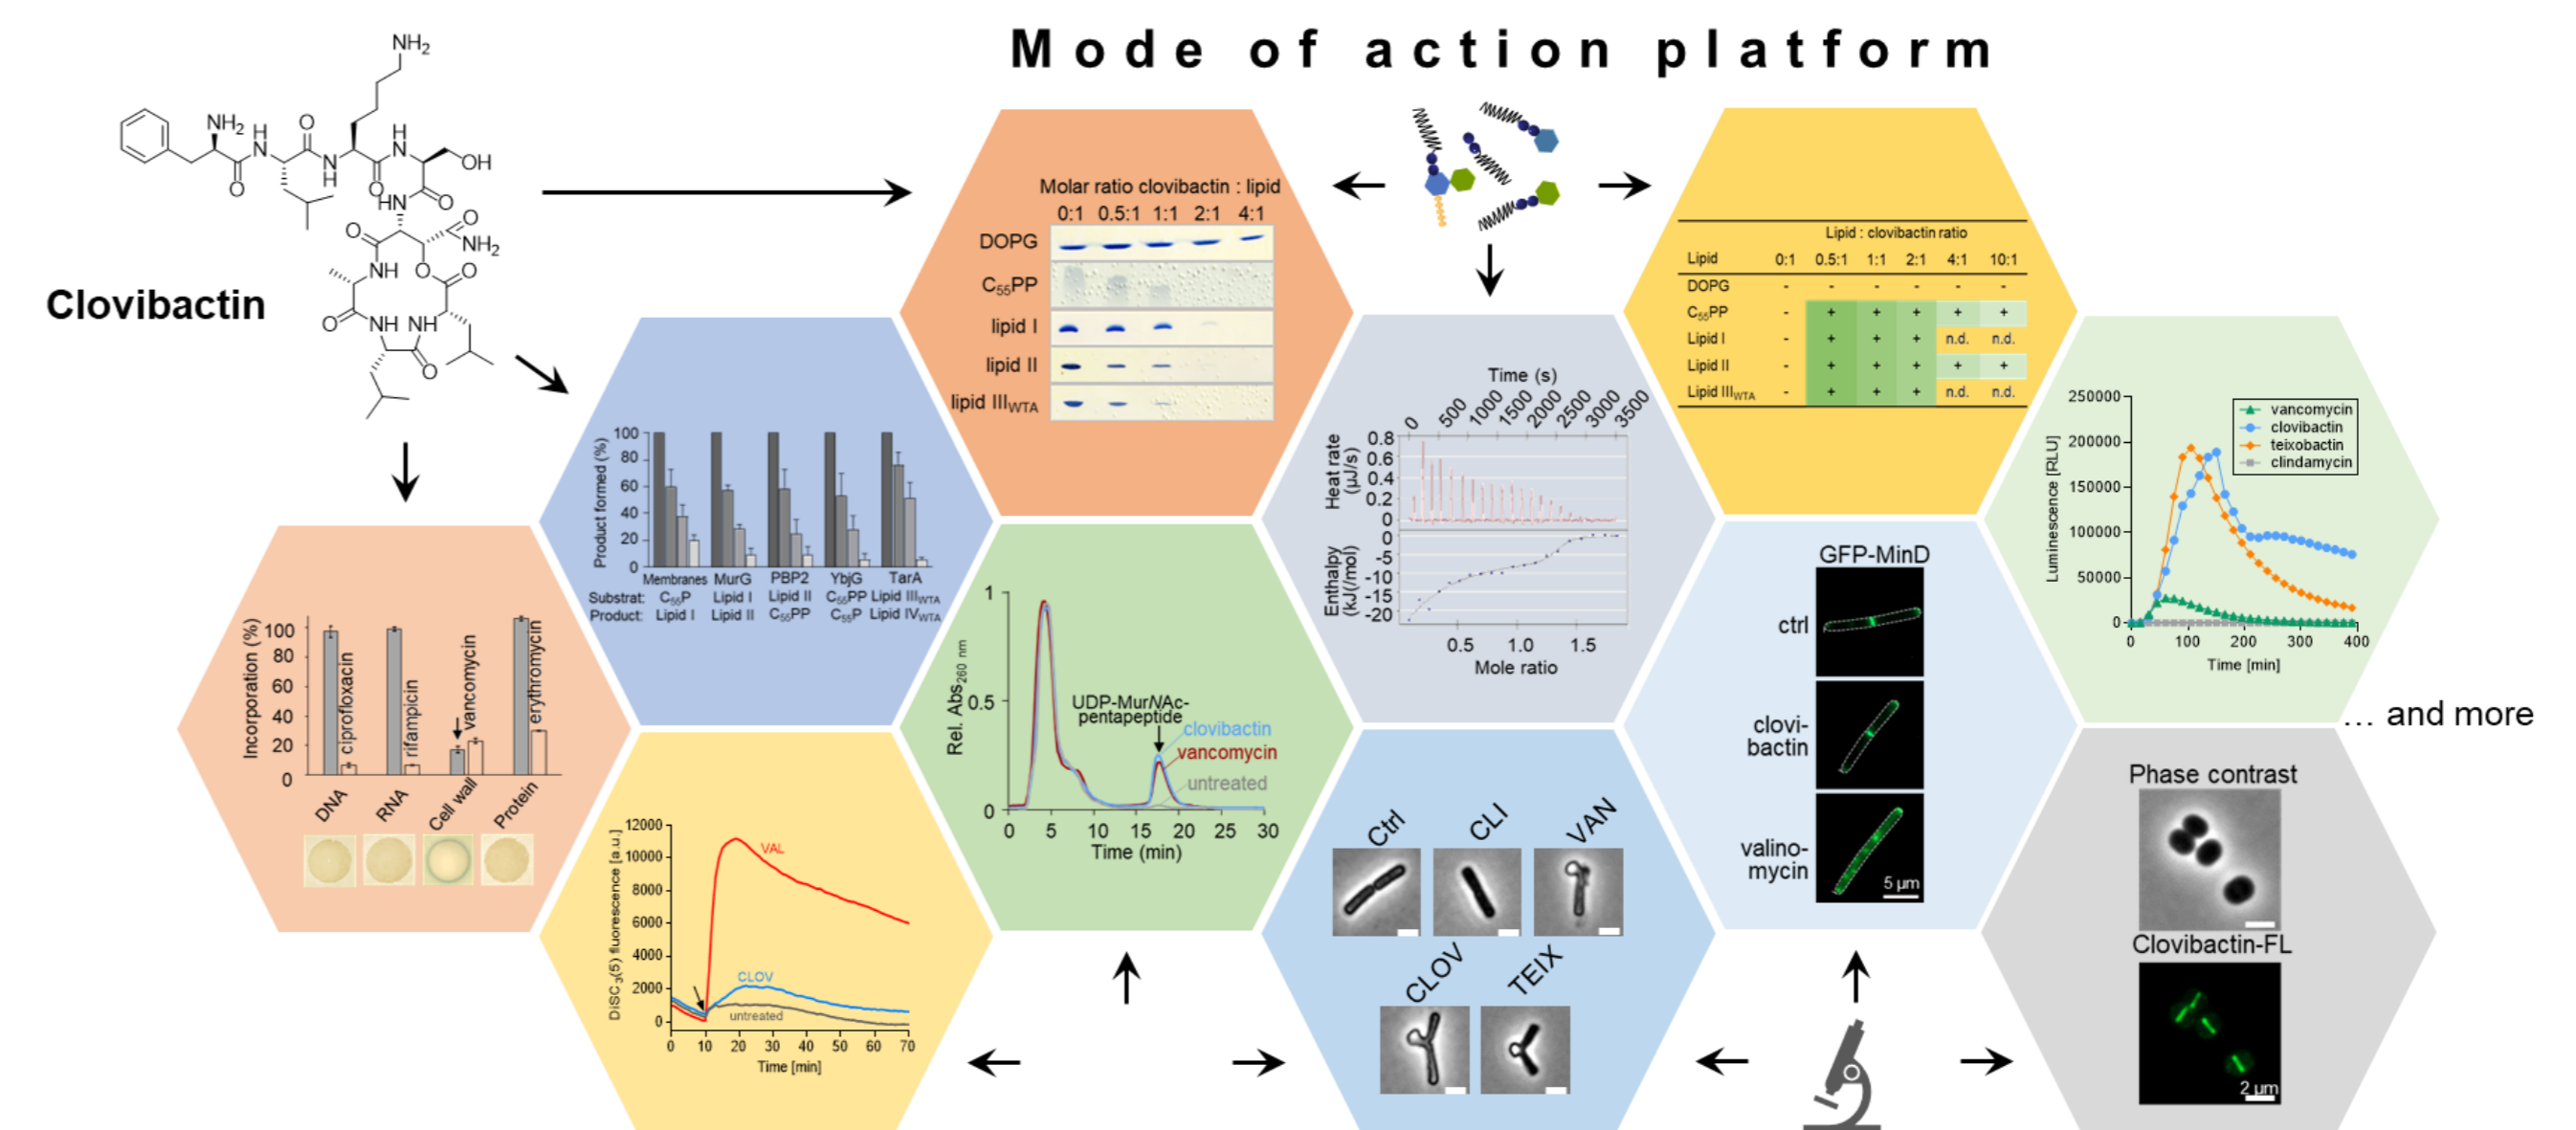 Mode of action platform
NH2
NH2
H
N
O
H
N
OH
O
N
H
O
HN
O
O
O
NH2
NH
O
O
O
NH
NH
O
Clovibactin
Molar ratio clovibactin : lipid
0:1 0.5:1 1:1 2:1 4:1
DOPG
C55PP
lipid I
lipid II
lipid IIIWTA
Lipid : clovibactin ratio
Lipid 0:1 0.5:1 1:1 2:1 4:1 10:1
DOPG - - - - - -
C55PP - + + + + +
Lipid I - + + + n.d. n.d.
Lipid II - + + + + +
Lipid IIIWTA - + + + n.d. n.d.
Product formed (%)
100
80
60
40
20
0
Membranes MurG PBP2 YbjG TarA
Substrat: C55P Lipid I Lipid II C55PP Lipid IIIWTA
Product: Lipid I Lipid II C55PP C55P Lipid IVWTA
Time (s)
0 500 1000 1500 2000 2500 3000 3500
Heat rate
(µJ/s)
0.8
0.6
0.4
0.2
0
Enthalpy
(kJ(/mol)
0
-5
-10
-15
-20
0.5 1.0 1.5
Mole ratio
Luminescence [RLU]
250000
200000
150000
100000
50000
0
vancomycin
clovibactin
teixobactin
clindamycin
0 100 200 300 400
Time [min]
... and more
Incorporation (%)
100
80
60
40
20
0
ciprofloxacin
rifampicin
vancomycin
erythromycin
DNA RNA Cell wall Protein
Rel. Abs260 nm
1
0.5
0
UDP-MurNAc-
pentapeptide
clovibactin
vancomycin
untreated
0 5 10 15 20 25 30
Time (min)
GFP-MinD
ctrl
clovi-
bactin
valino-
mycin
5 µm
DiSC3(5) fluorescence [a.u.]
12000
10000
8000
6000
4000
2000
0
VAL
CLOV
untreated
0 10 20 30 40 50 60 70
Time [min]
Ctrl CLI VAN
CLOV TEIX
Phase contrast
Clovibactin-FL
2 µm